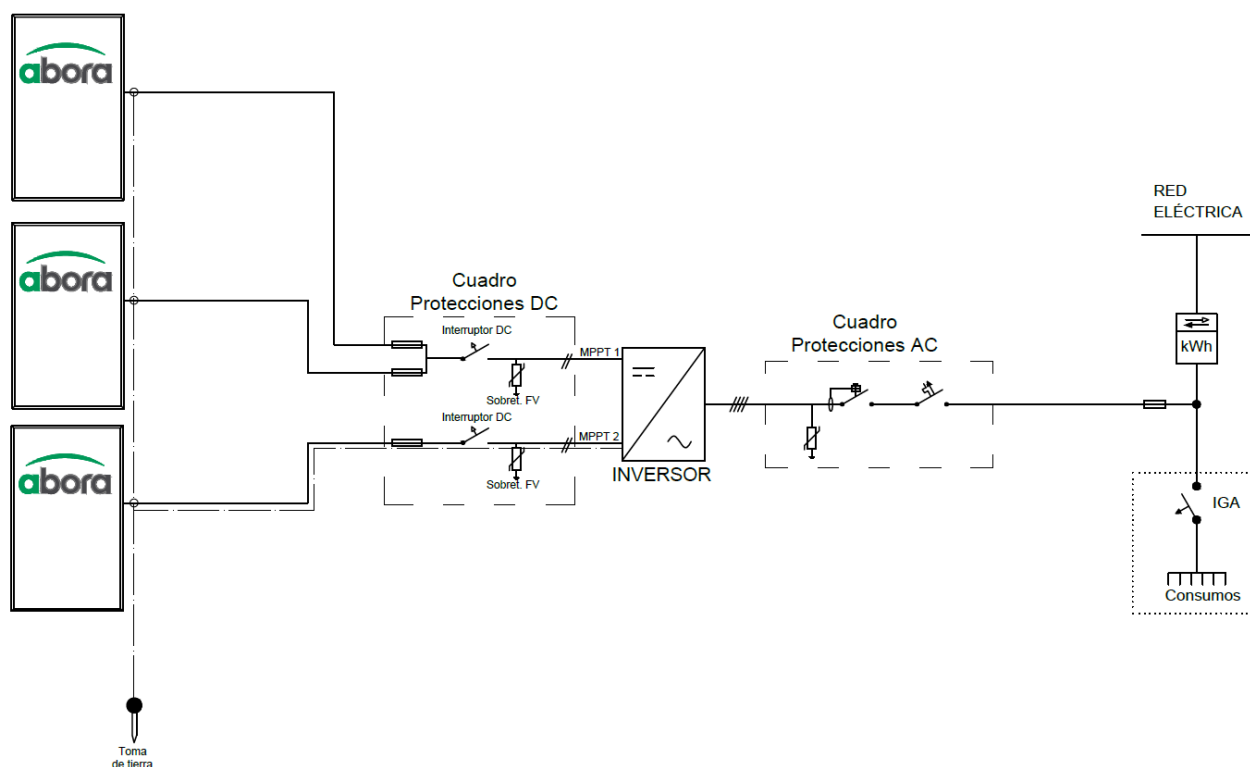 abora
abora
abora
Cuadro
Protecciones DC
Interruptor DC
MPPT 1
Sobret. FV
Interruptor DC
MPPT 2
Sobret. FV
INVERSOR
Cuadro
Protecciones AC
RED
ELÉCTRICA
kWh
IGA
Consumos
Toma
de tierra